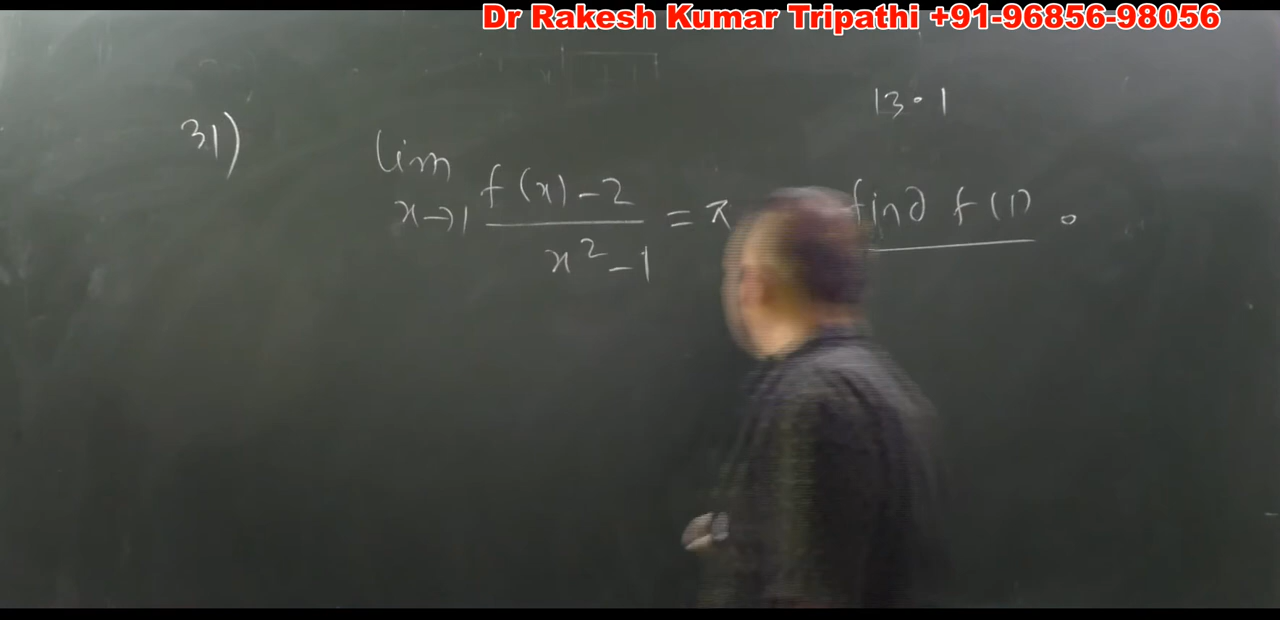 Dr Rakesh Kumar Tripathi +91-96856-98056
13.1
31) lim x→1 f(x)-2 / x²-1 = π find f(1).